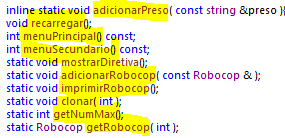 inline static void adicionarPreso( const string &preso ){
void recarregar();
int menuPrincipal() const;
int menuSecundario() const;
static void mostrarDiretiva();
static void adicionarRobocop( const Robocop & );
static void imprimirRobocop();
static void clonar( int );
static int getNumMax();
static Robocop getRobocop( int );